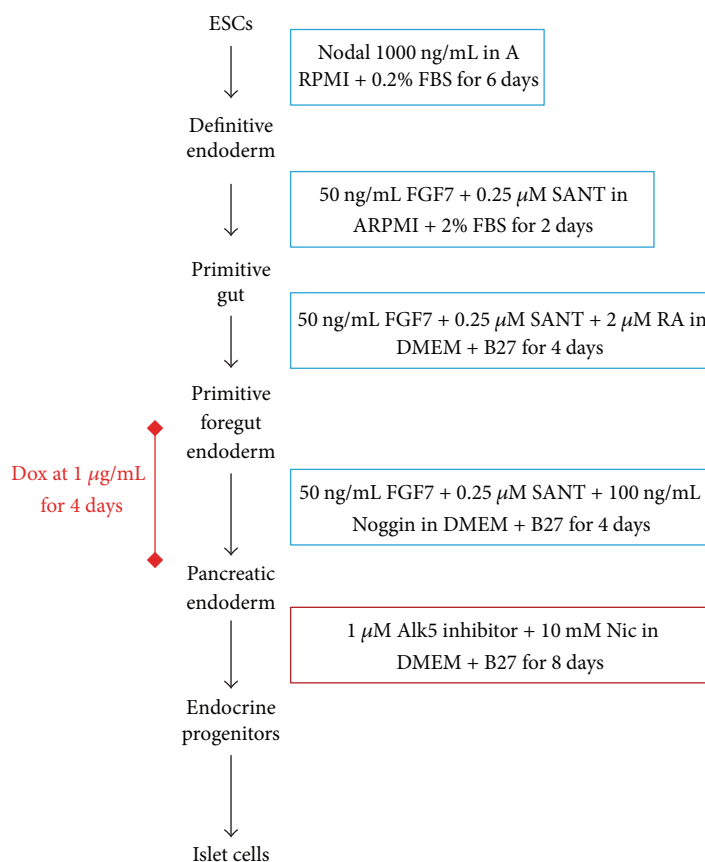 ESCs
Nodal 1000 ng/mL in A
RPMI + 0.2% FBS for 6 days
Definitive
endoderm
50 ng/mL FGF7 + 0.25 μM SANT in
ARPMI + 2% FBS for 2 days
Primitive
gut
50 ng/mL FGF7 + 0.25 μM SANT + 2 μM RA in
DMEM + B27 for 4 days
Primitive
foregut
endoderm
Dox at 1 μg/mL
for 4 days
50 ng/mL FGF7 + 0.25 μM SANT + 100 ng/mL
Noggin in DMEM + B27 for 4 days
Pancreatic
endoderm
1 μM Alk5 inhibitor + 10 mM Nic in
DMEM + B27 for 8 days
Endocrine
progenitors
Islet cells